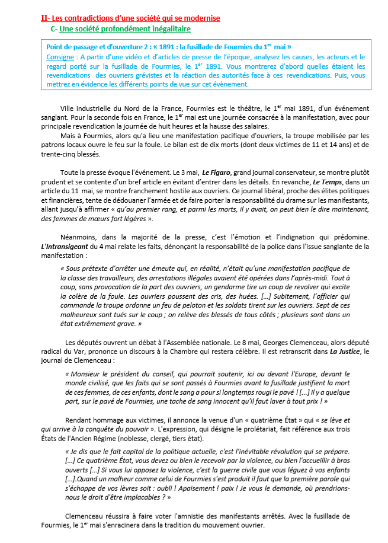 II- Les contradictions d'une société qui se modernise
C- Une société profondément inégalitaire
Point de passage et d'ouverture 2 : « 1891 : la fusillade de Fourmies du 1er mai »
Consigne : A partir d'une vidéo et d'articles de presse de l'époque, analysez les causes, les acteurs et le
regard porté sur la fusillade de Fourmies, le 1er 1891. Vous montrerez d'abord quelles étaient les
revendications des ouvriers grévistes et la réaction des autorités face à ces revendications. Puis, vous
mettrez en évidence les différents points de vue sur cet événement.
Ville industrielle du Nord de la France, Fourmies est le théâtre, le 1er mai 1891, d'un événement
sanglant. Pour la seconde fois en France, le 1er mai est une journée consacrée à la manifestation, avec pour
principale revendication la journée de huit heures et la hausse des salaires.
Mais à Fourmies, alors qu'a lieu une manifestation pacifique d'ouvriers, la troupe mobilisée par les
patrons locaux ouvre le feu sur la foule. Le bilan est de dix morts (dont deux victimes de 11 et 14 ans) et de
trente-cinq blessés.
Toute la presse évoque l'événement. Le 3 mai, Le Figaro, grand journal conservateur, se montre plutôt
prudent et se contente d'un bref article en évitant d'entrer dans les détails. En revanche, Le Temps, dans un
article du 11 mai, se montre franchement hostile aux ouvriers. Ce journal libéral, proche des élites politiques
et financières, tente de dédouaner l'armée et de faire porter la responsabilité du drame sur les manifestants,
allant jusqu'à affirmer « qu'au premier rang, et parmi les morts, il y avait, on peut bien le dire maintenant,
des femmes de mœurs fort légères ».
Néanmoins, dans la majorité de la presse, c'est l'émotion et l'indignation qui prédomine.
L'Intransigeant du 4 mai relate les faits, dénonçant la responsabilité de la police dans l'issue sanglante de la
manifestation :
« Sous prétexte d'arrêter une émeute qui, en réalité, n'était qu'une manifestation pacifique de
la classe des travailleurs, des arrestations illégales avaient été opérées dans l'après-midi. Tout à
coup, sans provocation de la part des ouvriers, un gendarme tire un coup de revolver qui excite
la colère de la foule. Les ouvriers poussent des cris, des huées. [...] Subitement, l'officier qui
commande la troupe ordonne un feu de peloton et les soldats tirent sur les ouvriers. Sept de ces
malheureux sont tués sur le coup ; on relève des blessés de tous côtés ; plusieurs sont dans un
état extrêmement grave. »
Les députés ouvrent un débat à l'Assemblée nationale. Le 8 mai, Georges Clemenceau, alors député
radical du Var, prononce un discours à la Chambre qui restera célèbre. Il est retranscrit dans La Justice, le
journal de Clemenceau :
« Monsieur le président du conseil, qui pourrait soutenir, ici ou devant l'Europe, devant le
monde civilisé, que les faits qui se sont passés à Fourmies avant la fusillade justifient la mort
de ces femmes, de ces enfants, dont le sang a pour si longtemps rougi le pavé ! [...] Il y a quelque
part, sur le pavé de Fourmies, une tache de sang innocent qu'il faut laver à tout prix ! »
Rendant hommage aux victimes, il annonce la venue d'un « quatrième État » qui « se lève et
qui arrive à la conquête du pouvoir ». L'expression, qui désigne le prolétariat, fait référence aux trois
États de l'Ancien Régime (noblesse, clergé, tiers état).
« Je dis que le fait capital de la politique actuelle, c'est l'inévitable révolution qui se prépare.
[...] Ce quatrième État, vous devez ou bien le recevoir par la violence, ou bien l'accueillir à bras
ouverts [...] Si vous lui opposez la violence, c'est la guerre civile que vous léguez à vos enfants
[...] Quand un malheur comme celui de Fourmies s'est produit il faut que la première parole qui
s'échappe de vos lèvres soit : oubli ! Apaisement ! paix ! Je vous le demande, où prendrions-
nous le droit d'être implacables ? »
Clemenceau réussira à faire voter l'amnistie des manifestants arrêtés. Avec la fusillade de
Fourmies, le 1er mai s'enracinera dans la tradition du mouvement ouvrier.